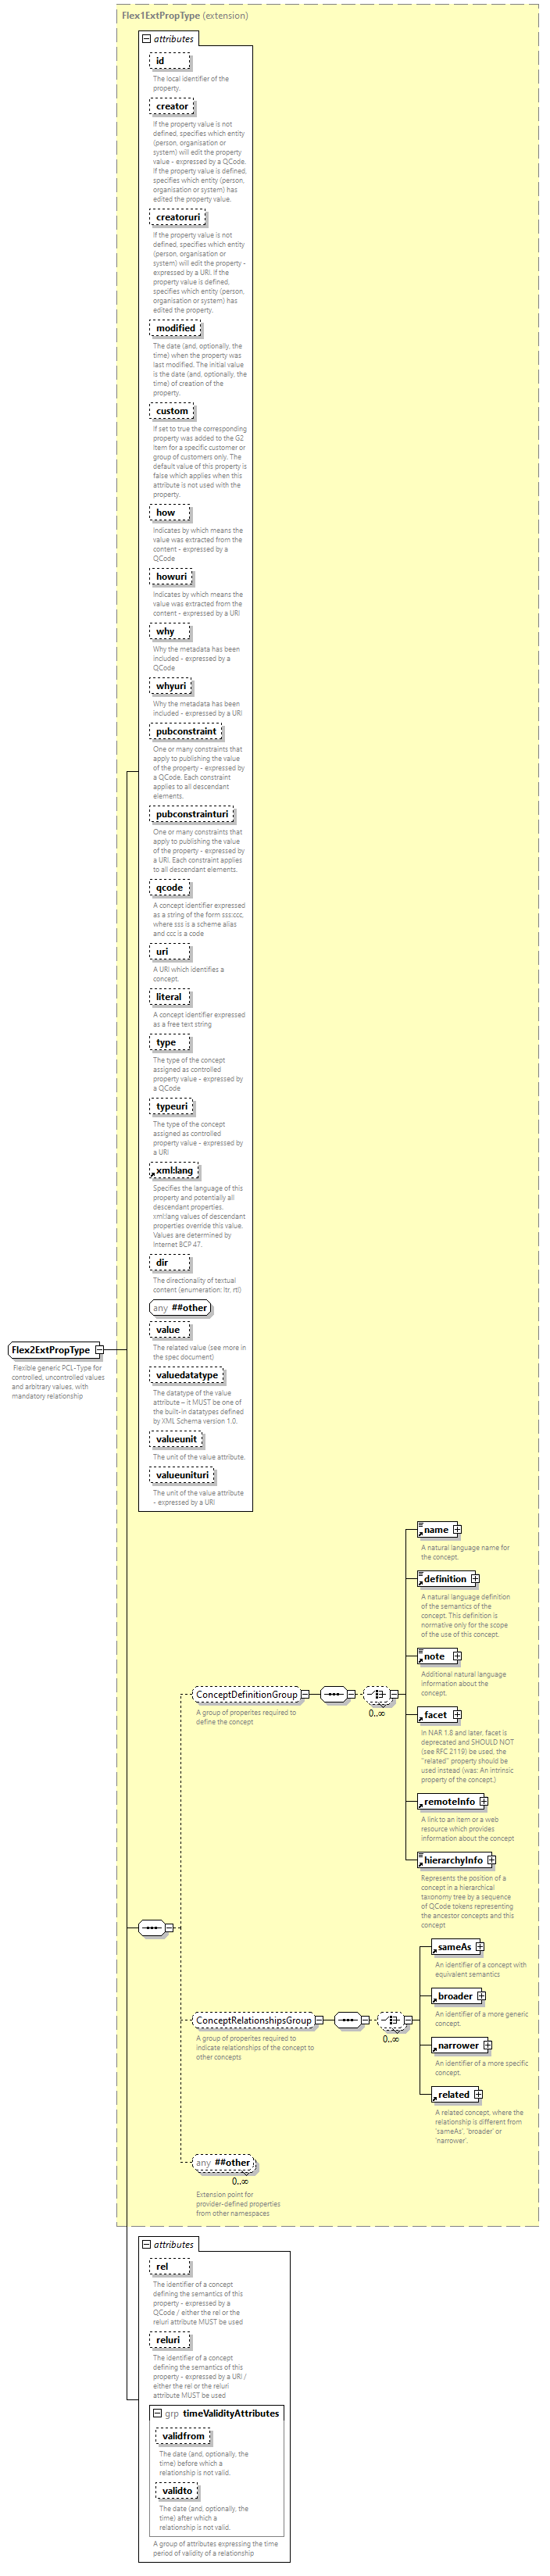 Flex1ExtPropType (extension)
attributes
id
The local identifier of the
property.
creator
If the property value is not
defined, specifies which entity
(person, organisation or
system) will edit the property
value - expressed by a QCode.
If the property value is defined,
specifies which entity (person,
organisation or system) has
edited the property value.
creatoruri
If the property value is not
defined, specifies which entity
(person, organisation or
system) will edit the property -
expressed by a URI. If the
property value is defined,
specifies which entity (person,
organisation or system) has
edited the property.
modified
The date (and, optionally, the
time) when the property was
last modified. The initial value
is the date (and, optionally, the
time) of creation of the
property.
custom
If set to true the corresponding
property was added to the G2
Item for a specific customer or
group of customers only. The
default value of this property is
false which applies when this
attribute is not used with the
property.
how
Indicates by which means the
value was extracted from the
content - expressed by a
QCode
howuri
Indicates by which means the
value was extracted from the
content - expressed by a URI
why
Why the metadata has been
included - expressed by a
QCode
whyuri
Why the metadata has been
included - expressed by a URI
pubconstraint
One or many constraints that
apply to publishing the value
of the property - expressed by
a QCode. Each constraint
applies to all descendant
elements.
pubconstrainturi
One or many constraints that
apply to publishing the value
of the property - expressed by
a URI. Each constraint applies
to all descendant elements.
qcode
A concept identifier expressed
as a string of the form sss:ccc,
where sss is a scheme alias
and ccc is a code
uri
A URI which identifies a
concept.
literal
A concept identifier expressed
as a free text string
type
The type of the concept
assigned as controlled
property value - expressed by
a QCode
typeuri
The type of the concept
assigned as controlled
property value - expressed by
a URI
xml:lang
Specifies the language of this
property and potentially all
descendant properties.
xml:lang values of descendant
properties override this value.
Values are determined by
Internet BCP 47.
dir
The directionality of textual
content (enumeration: ltr, rtl)
any ##other
value
The related value (see more in
the spec document)
valuedatatype
The datatype of the value
attribute – it MUST be one of
the built-in datatypes defined
by XML Schema version 1.0.
valueunit
The unit of the value attribute.
valueunituri
The unit of the value attribute
- expressed by a URI
Flex2ExtPropType
Flexible generic PCL-Type for
controlled, uncontrolled values
and arbitrary values, with
mandatory relationship
name
A natural language name for
the concept.
definition
A natural language definition
of the semantics of the
concept. This definition is
normative only for the scope
of the use of this concept.
note
Additional natural language
information about the
concept.
ConceptDefinitionGroup
A group of properites required to
define the concept
0..∞
facet
In NAR 1.8 and later, facet is
deprecated and SHOULD NOT
(see RFC 2119) be used, the
"related" property should be
used instead (was: An intrinsic
property of the concept.)
remoteInfo
A link to an item or a web
resource which provides
information about the concept
hierarchyInfo
Represents the position of a
concept in a hierarchical
taxonomy tree by a sequence
of QCode tokens representing
the ancestor concepts and this
concept
sameAs
An identifier of a concept with
equivalent semantics
broader
An identifier of a more generic
concept.
ConceptRelationshipsGroup
A group of properites required to
indicate relationships of the concept to
other concepts
0..∞
narrower
An identifier of a more specific
concept.
related
A related concept, where the
relationship is different from
'sameAs', 'broader' or
'narrower'.
any ##other
0..∞
Extension point for
provider-defined properties
from other namespaces
attributes
rel
The identifier of a concept
defining the semantics of this
property - expressed by a
QCode / either the rel or the
reluri attribute MUST be used
reluri
The identifier of a concept
defining the semantics of this
property - expressed by a URI /
either the rel or the reluri
attribute MUST be used
grp timeValidityAttributes
validfrom
The date (and, optionally, the
time) before which a
relationship is not valid.
validto
The date (and, optionally, the
time) after which a
relationship is not valid.
A group of attributes expressing the time
period of validity of a relationship